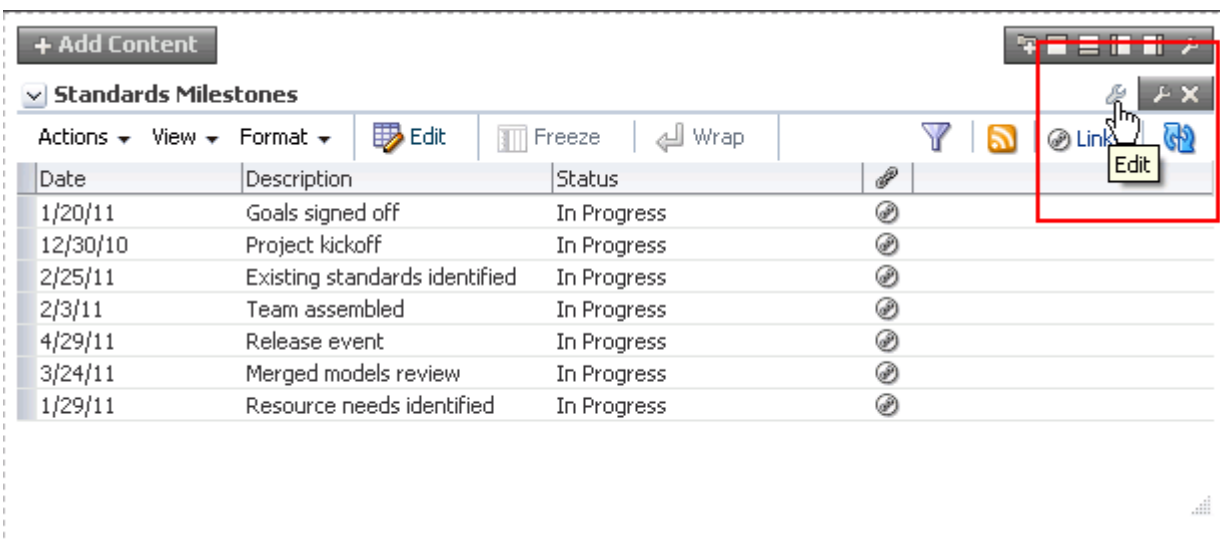 + Add Content
Standards Milestones
Actions View Format Edit Freeze Wrap Link
Edit
Date Description Status
1/20/11 Goals signed off In Progress
12/30/10 Project kickoff In Progress
2/25/11 Existing standards identified In Progress
2/3/11 Team assembled In Progress
4/29/11 Release event In Progress
3/24/11 Merged models review In Progress
1/29/11 Resource needs identified In Progress